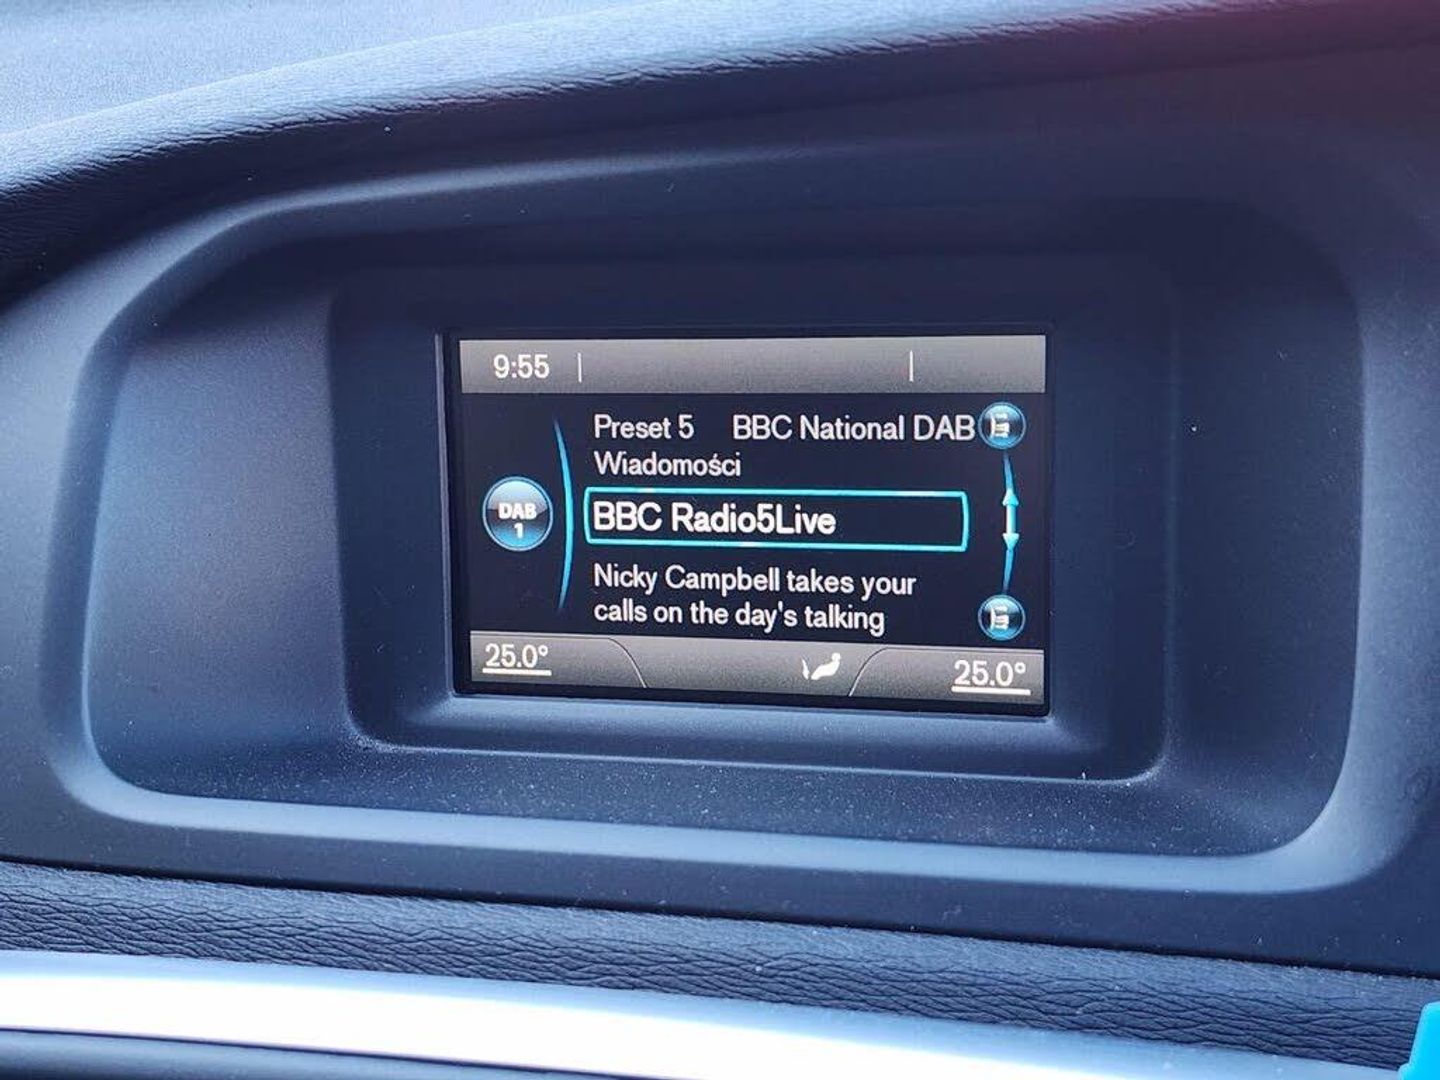 9:55
Preset 5 BBC National DAB
Wiadomości
DAB
1
BBC Radio5Live
Nicky Campbell takes your
calls on the day's talking
25.0°
25.0°